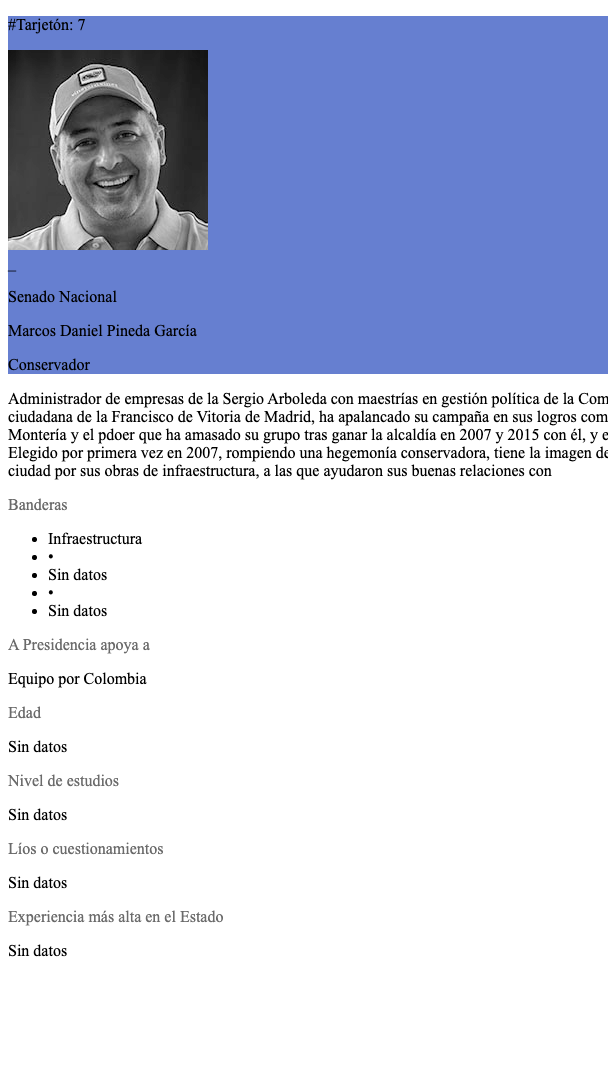 #Tarjetón: 7
_
Senado Nacional
Marcos Daniel Pineda García
Conservador
Administrador de empresas de la Sergio Arboleda con maestrías en gestión política de la Com
ciudadana de la Francisco de Vitoria de Madrid, ha apalancado su campaña en sus logros com
Montería y el pdoer que ha amasado su grupo tras ganar la alcaldía en 2007 y 2015 con él, y e
Elegido por primera vez en 2007, rompiendo una hegemonía conservadora, tiene la imagen de
ciudad por sus obras de infraestructura, a las que ayudaron sus buenas relaciones con
Banderas
• Infraestructura
• •
• Sin datos
• •
• Sin datos
A Presidencia apoya a
Equipo por Colombia
Edad
Sin datos
Nivel de estudios
Sin datos
Líos o cuestionamientos
Sin datos
Experiencia más alta en el Estado
Sin datos